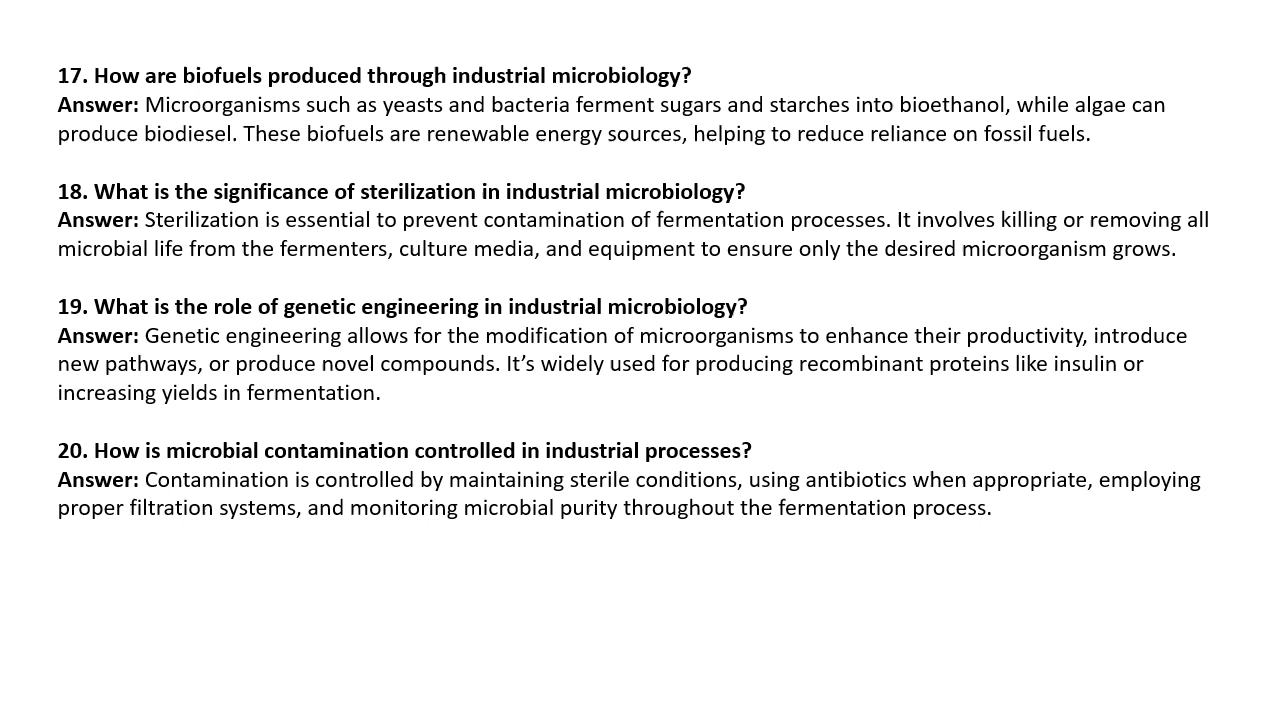 17. How are biofuels produced through industrial microbiology?
Answer: Microorganisms such as yeasts and bacteria ferment sugars and starches into bioethanol, while algae can
produce biodiesel. These biofuels are renewable energy sources, helping to reduce reliance on fossil fuels.
18. What is the significance of sterilization in industrial microbiology?
Answer: Sterilization is essential to prevent contamination of fermentation processes. It involves killing or removing all
microbial life from the fermenters, culture media, and equipment to ensure only the desired microorganism grows.
19. What is the role of genetic engineering in industrial microbiology?
Answer: Genetic engineering allows for the modification of microorganisms to enhance their productivity, introduce
new pathways, or produce novel compounds. It’s widely used for producing recombinant proteins like insulin or
increasing yields in fermentation.
20. How is microbial contamination controlled in industrial processes?
Answer: Contamination is controlled by maintaining sterile conditions, using antibiotics when appropriate, employing
proper filtration systems, and monitoring microbial purity throughout the fermentation process.